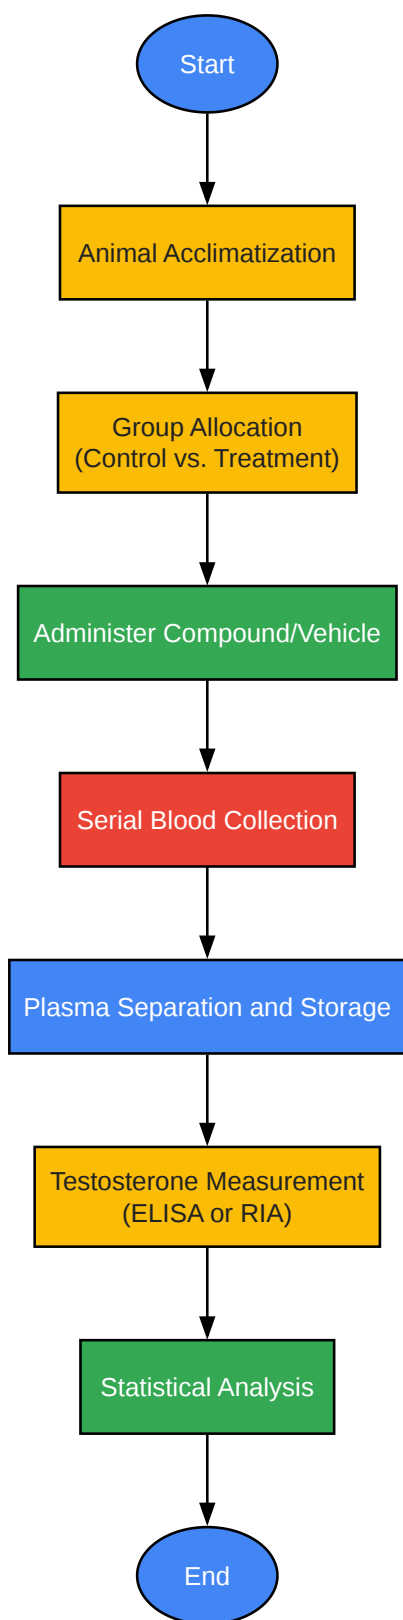 Start
Animal Acclimatization
Group Allocation
(Control vs. Treatment)
Administer Compound/Vehicle
Serial Blood Collection
Plasma Separation and Storage
Testosterone Measurement
(ELISA or RIA)
Statistical Analysis
End